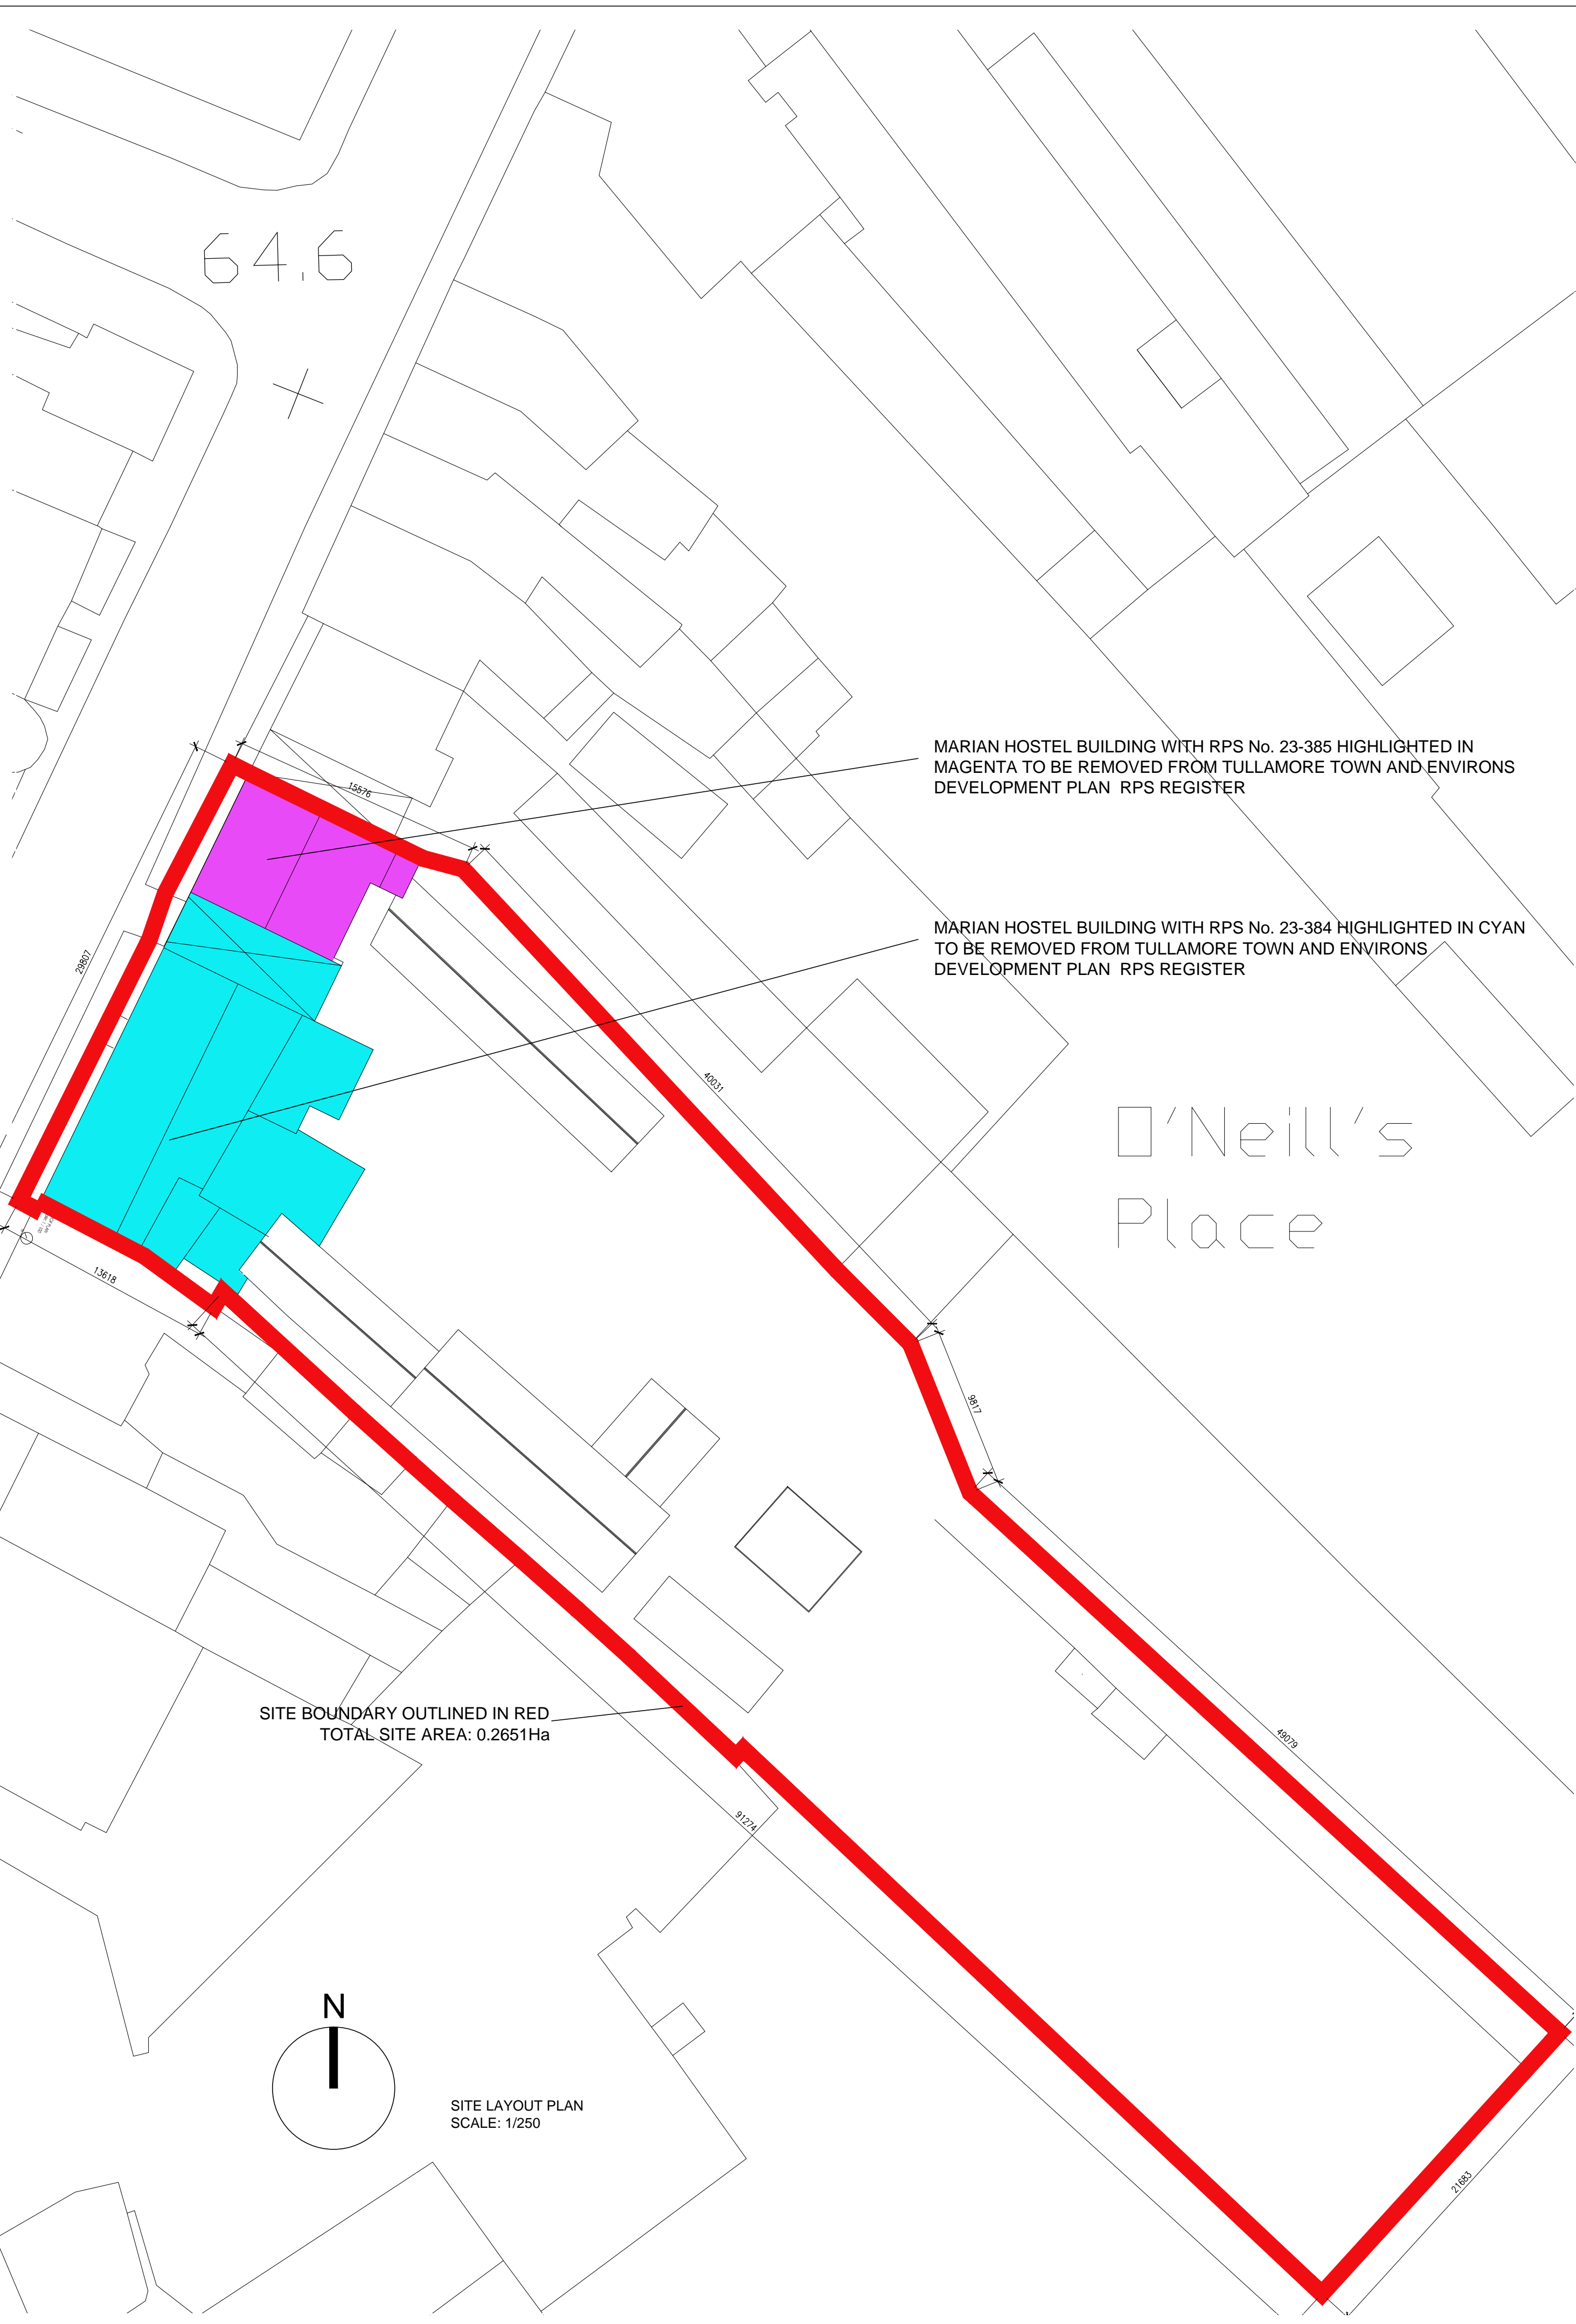 64.6
MARIAN HOSTEL BUILDING WITH RPS No. 23-385 HIGHLIGHTED IN
MAGENTA TO BE REMOVED FROM TULLAMORE TOWN AND ENVIRONS
DEVELOPMENT PLAN RPS REGISTER
15576
MARIAN HOSTEL BUILDING WITH RPS No. 23-384 HIGHLIGHTED IN CYAN
TO BE REMOVED FROM TULLAMORE TOWN AND ENVIRONS
DEVELOPMENT PLAN RPS REGISTER
29807
40031
O'Neill's
Place
13618
9817
SITE BOUNDARY OUTLINED IN RED
TOTAL SITE AREA: 0.2651Ha
49079
91274
N
SITE LAYOUT PLAN
SCALE: 1/250
21683